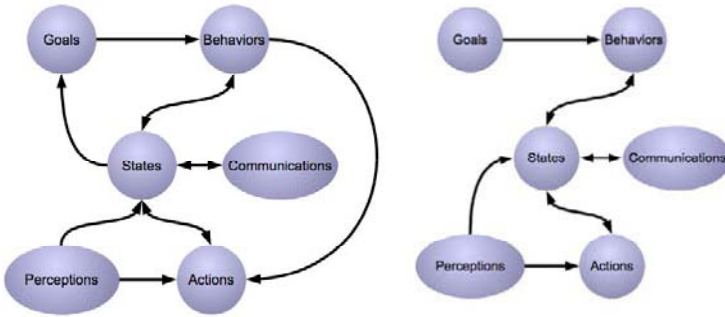 Goals
Behaviors
States
Communications
Perceptions
Actions
Goals
Behaviors
States
Communications
Perceptions
Actions